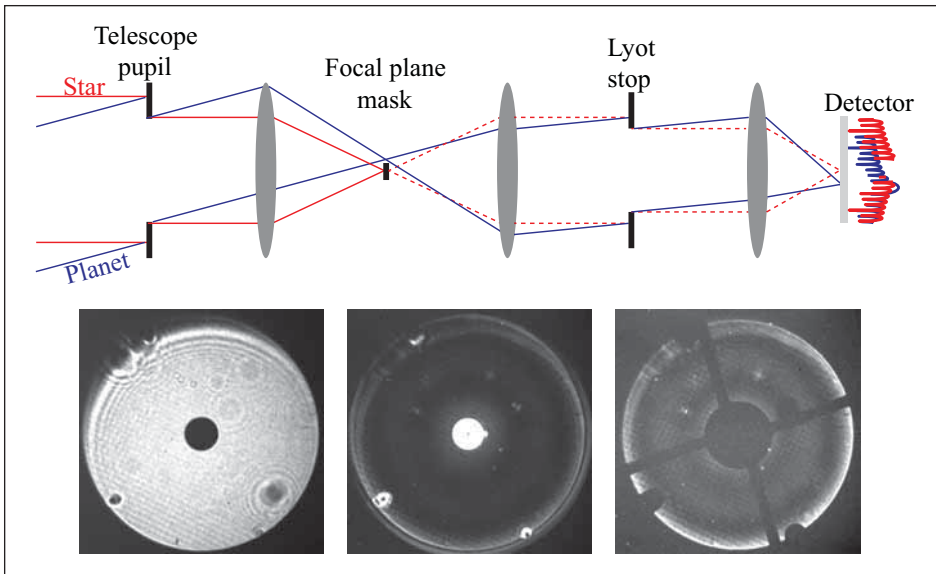 Telescope
pupil
Star
Focal plane
mask
Lyot
stop
Detector
Planet